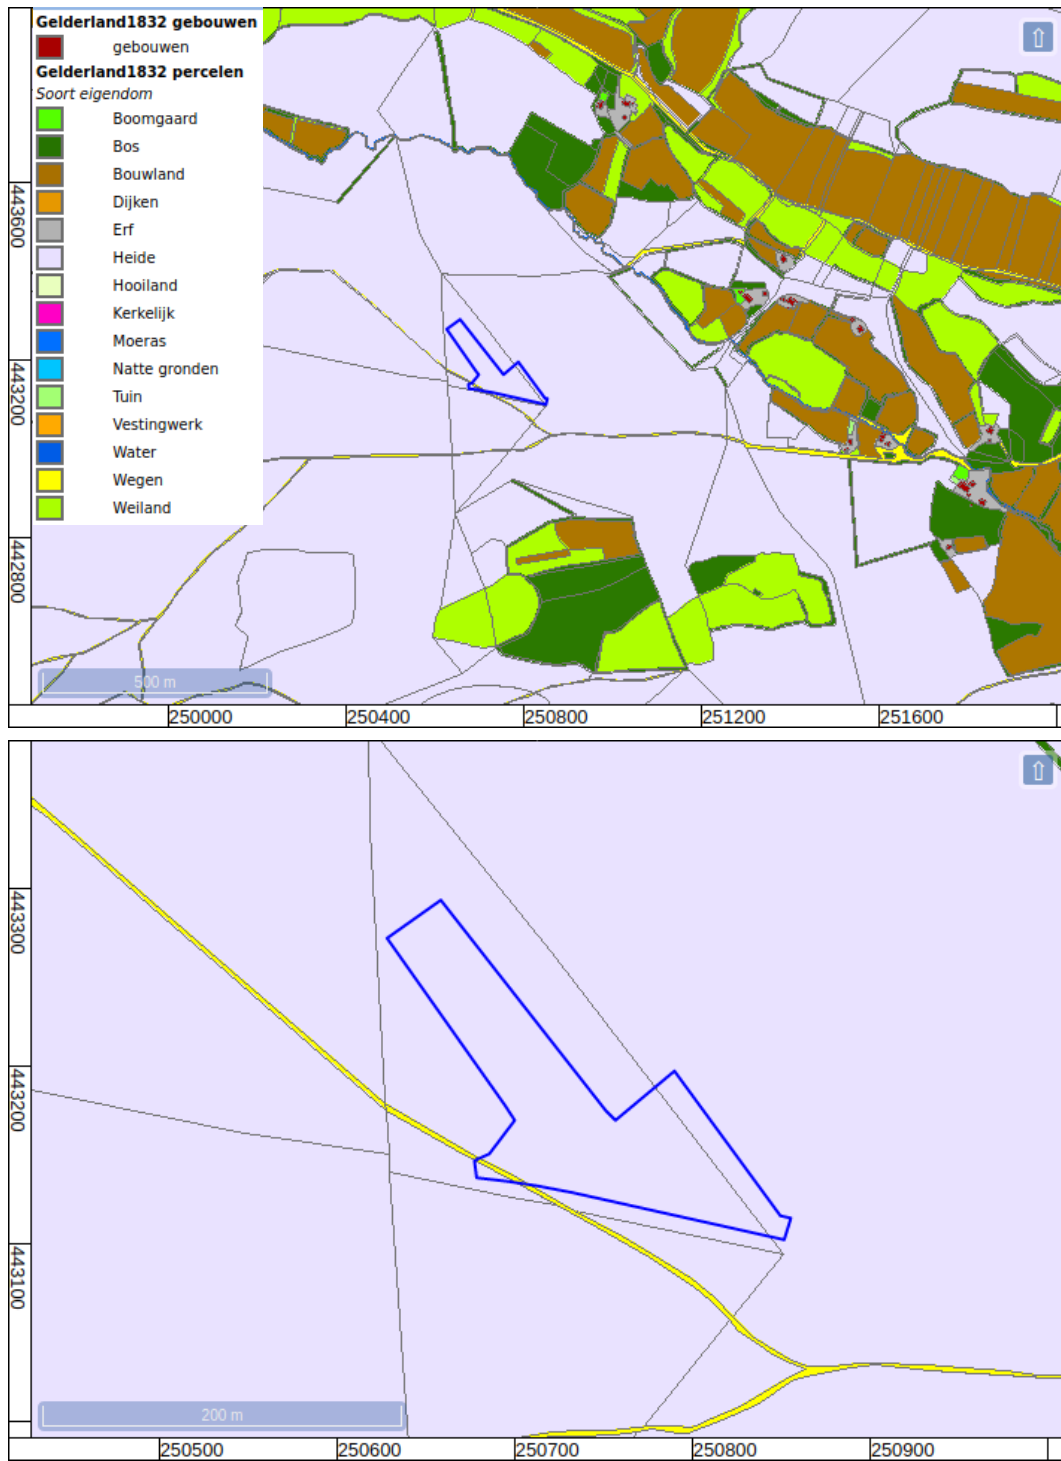 Gelderland1832 gebouwen
gebouwen
Gelderland1832 percelen
Soort eigendom
Boomgaard
Bos
Bouwland
Dijken
Erf
Heide
Hooiland
Kerkelijk
Moeras
Natte gronden
Tuin
Vestingwerk
Water
Wegen
Weiland
443600
443200
442800
500 m
250000
250400
250800
251200
251600
443300
443200
443100
200 m
250500
250600
250700
250800
250900